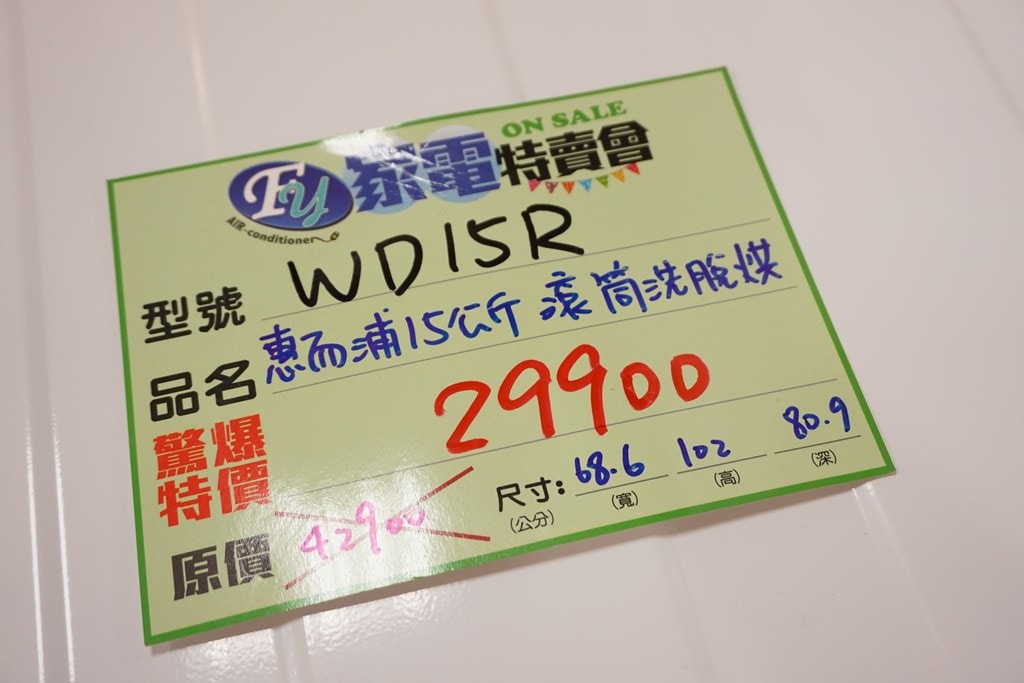 ON SALE
Fy 家電特賣會
AIR-conditioner
型號 WD15R
品名 惠而浦15公斤 滾筒洗脫烘
驚爆特價 29900
原價 42900
尺寸: 68.6 102 80.9
(公分) (寬) (高) (深)